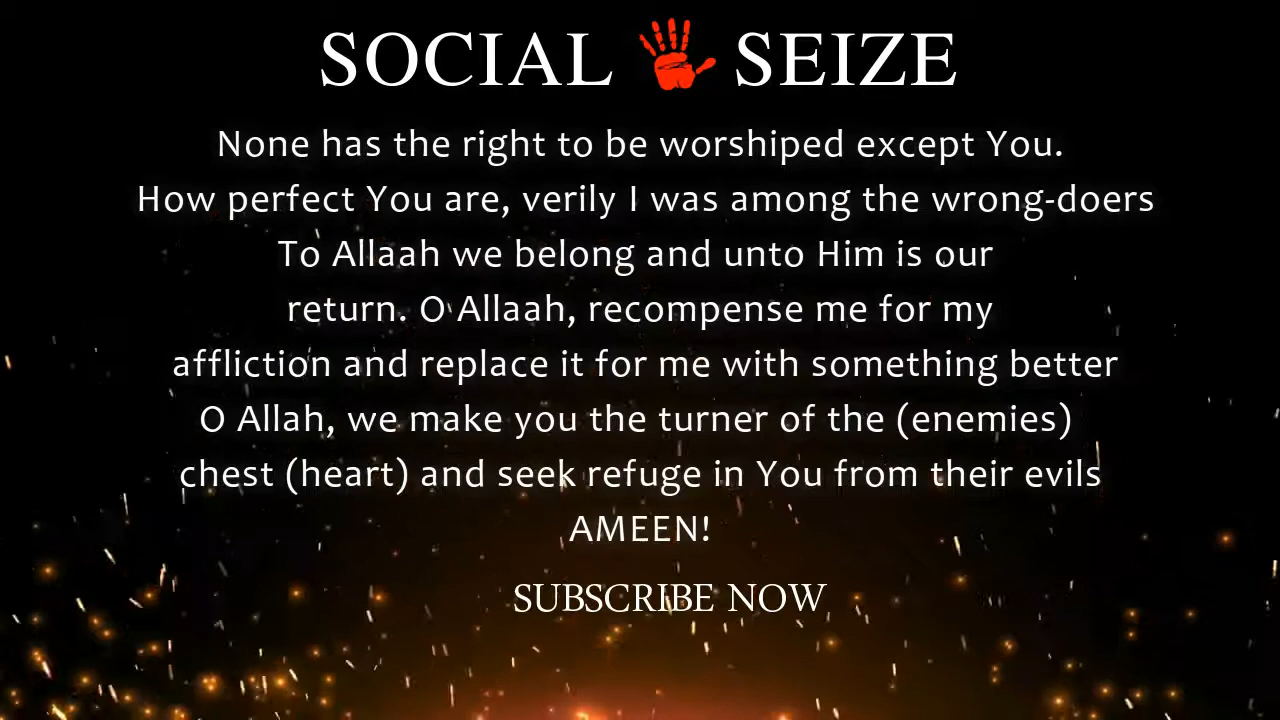 SOCIAL SEIZE
None has the right to be worshiped except You.
How perfect You are, verily I was among the wrong-doers
To Allaah we belong and unto Him is our
return. O Allaah, recompense me for my
affliction and replace it for me with something better
O Allah, we make you the turner of the (enemies)
chest (heart) and seek refuge in You from their evils
AMEEN!
SUBSCRIBE NOW